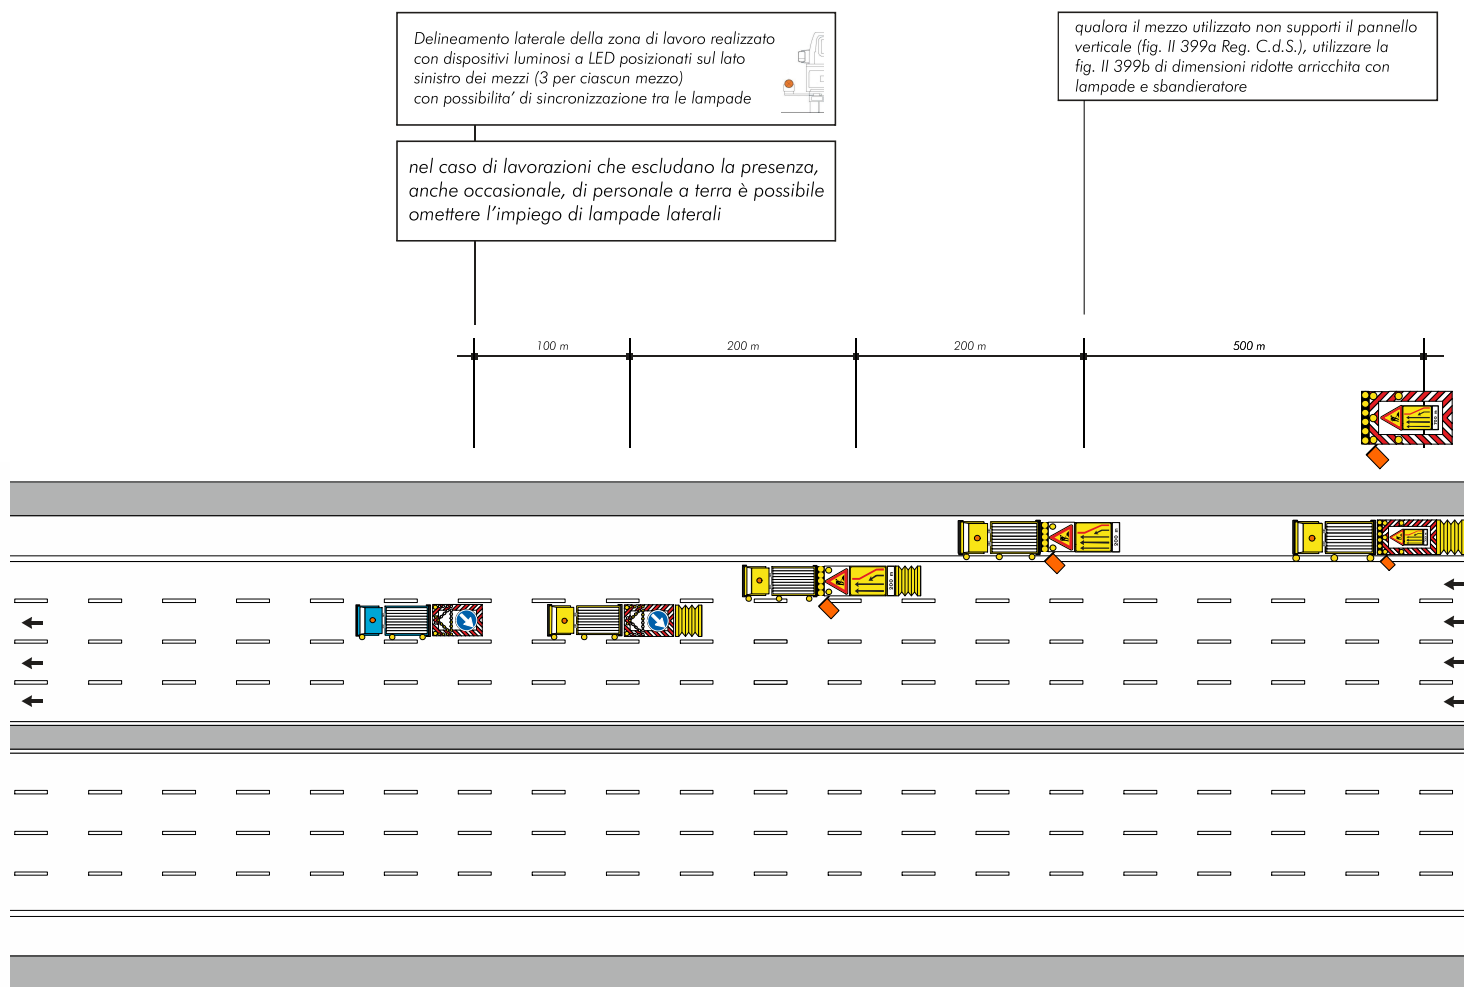 Delineamento laterale della zona di lavoro realizzato
con dispositivi luminosi a LED posizionati sul lato
sinistro dei mezzi (3 per ciascun mezzo)
con possibilita' di sincronizzazione tra le lampade
nel caso di lavorazioni che escludano la presenza,
anche occasionale, di personale a terra è possibile
omettere l'impiego di lampade laterali
qualora il mezzo utilizzato non supporti il pannello
verticale (fig. II 399a Reg. C.d.S.), utilizzare la
fig. II 399b di dimensioni ridotte arricchita con
lampade e sbandieratore
100 m
200 m
200 m
500 m
200 m
200 m